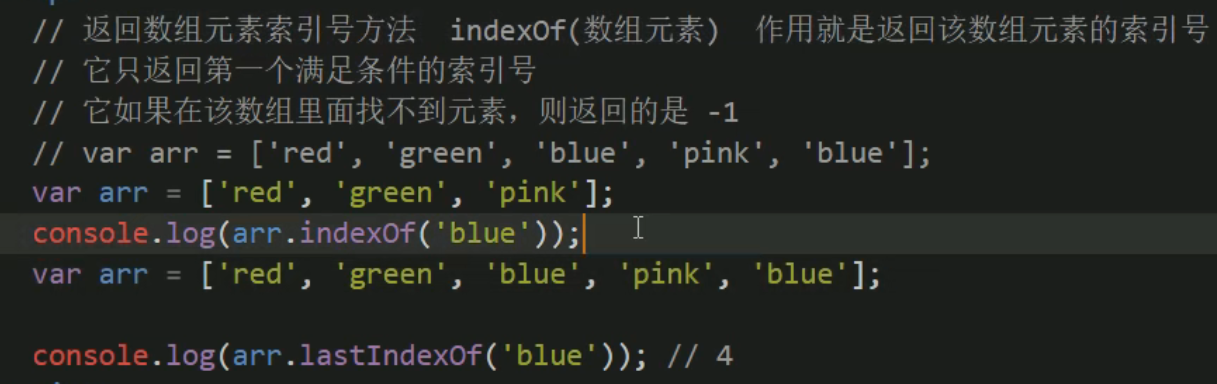 // 返回数组元素索引号方法 indexOf(数组元素) 作用就是返回该数组元素的索引号
// 它只返回第一个满足条件的索引号
// 它如果在该数组里面找不到元素，则返回的是 -1
// var arr = ['red', 'green', 'blue', 'pink', 'blue'];
var arr = ['red', 'green', 'pink'];
console.log(arr.indexOf('blue'));
var arr = ['red', 'green', 'blue', 'pink', 'blue'];
console.log(arr.lastIndexOf('blue')); // 4